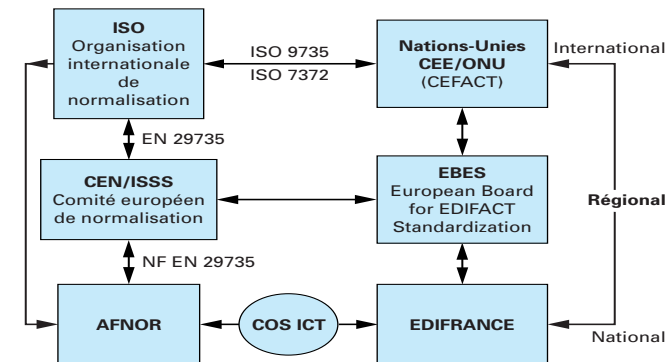 ISO
Organisation
internationale
de
normalisation
ISO 9735
ISO 7372
Nations-Unies
CEE/ONU
(CEFACT)
International
EN 29735
CEN/ISSS
Comité européen
de normalisation
EBES
European Board
for EDIFACT
Standardization
Régional
NF EN 29735
AFNOR
COS ICT
EDIFRANCE
National